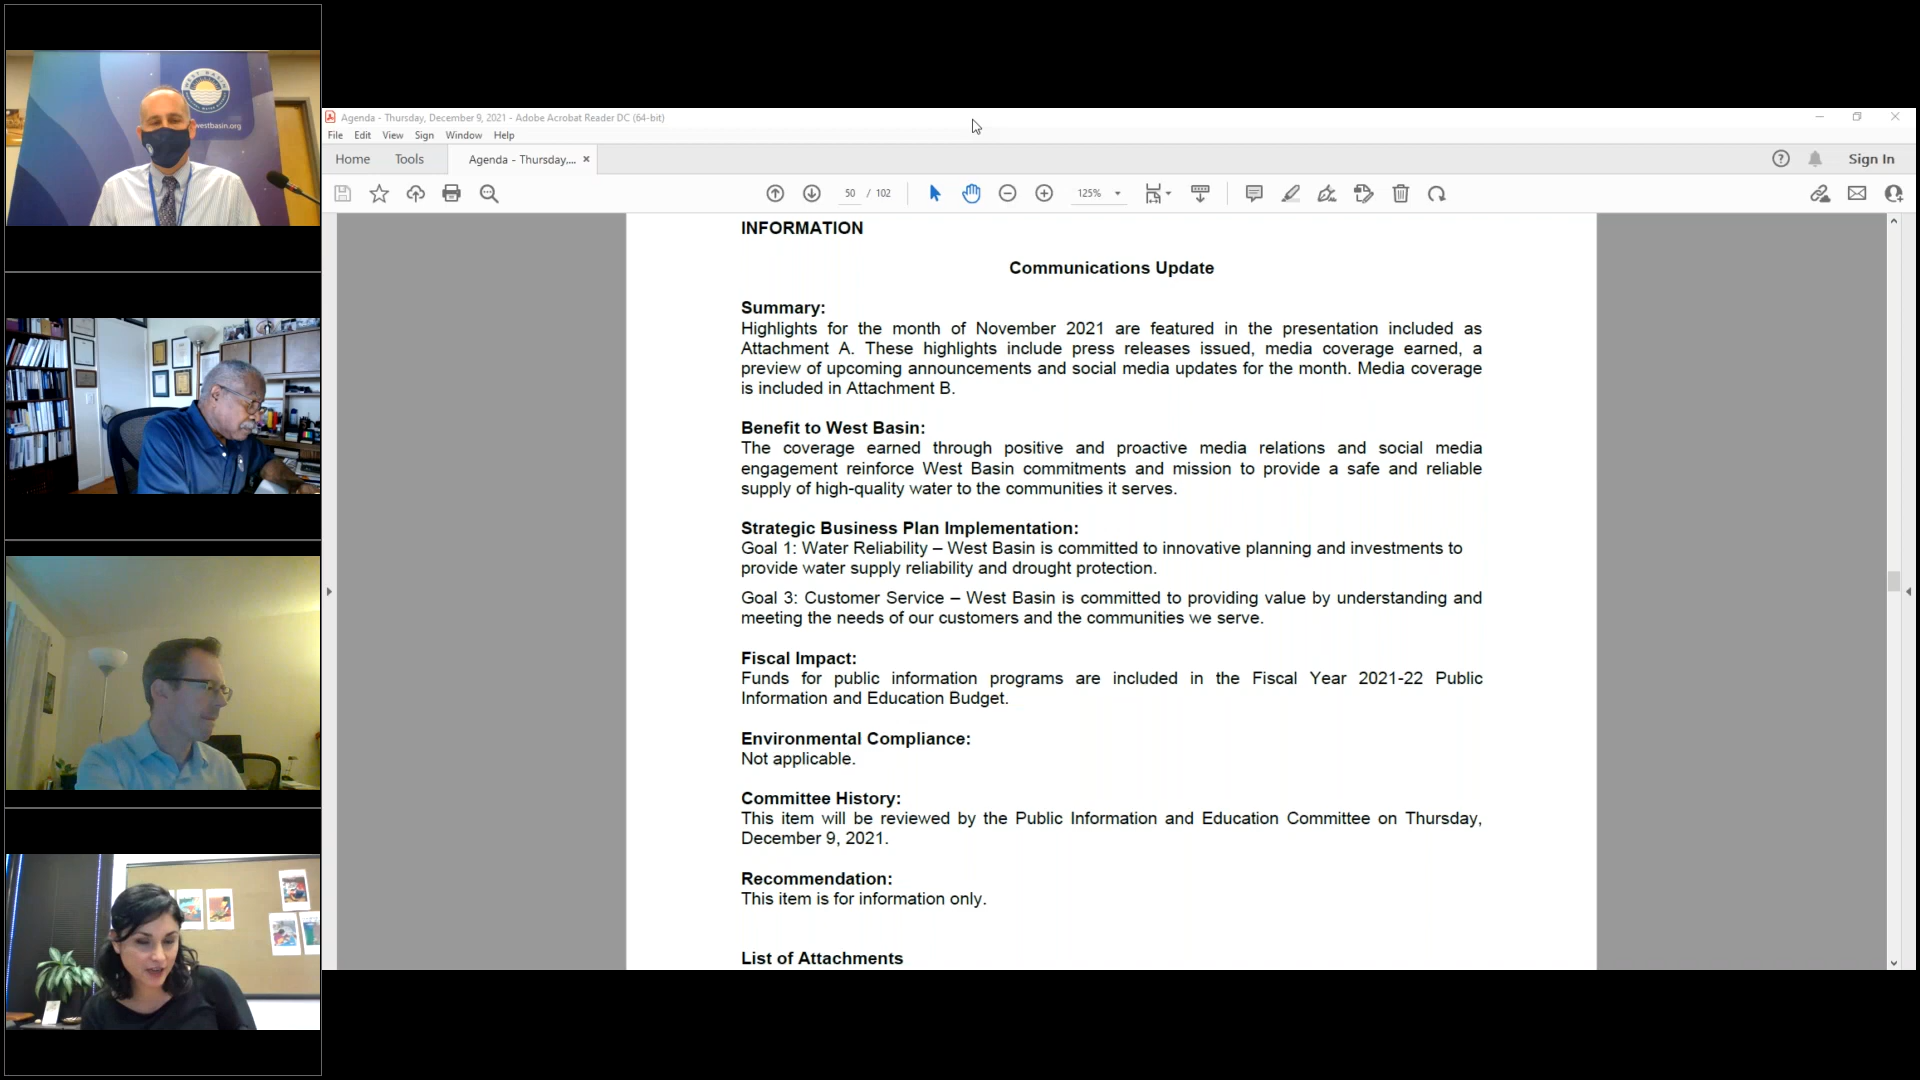 WEST BASIN
westbasin.org
Agenda - Thursday, December 9, 2021 - Adobe Acrobat Reader DC (64-bit)
File Edit View Sign Window Help
Home Tools Agenda - Thursday,... × Sign In
50 / 102 125%
INFORMATION
Communications Update
Summary:
Highlights for the month of November 2021 are featured in the presentation included as
Attachment A. These highlights include press releases issued, media coverage earned, a
preview of upcoming announcements and social media updates for the month. Media coverage
is included in Attachment B.
Benefit to West Basin:
The coverage earned through positive and proactive media relations and social media
engagement reinforce West Basin commitments and mission to provide a safe and reliable
supply of high-quality water to the communities it serves.
Strategic Business Plan Implementation:
Goal 1: Water Reliability – West Basin is committed to innovative planning and investments to
provide water supply reliability and drought protection.
Goal 3: Customer Service – West Basin is committed to providing value by understanding and
meeting the needs of our customers and the communities we serve.
Fiscal Impact:
Funds for public information programs are included in the Fiscal Year 2021-22 Public
Information and Education Budget.
Environmental Compliance:
Not applicable.
Committee History:
This item will be reviewed by the Public Information and Education Committee on Thursday,
December 9, 2021.
Recommendation:
This item is for information only.
List of Attachments